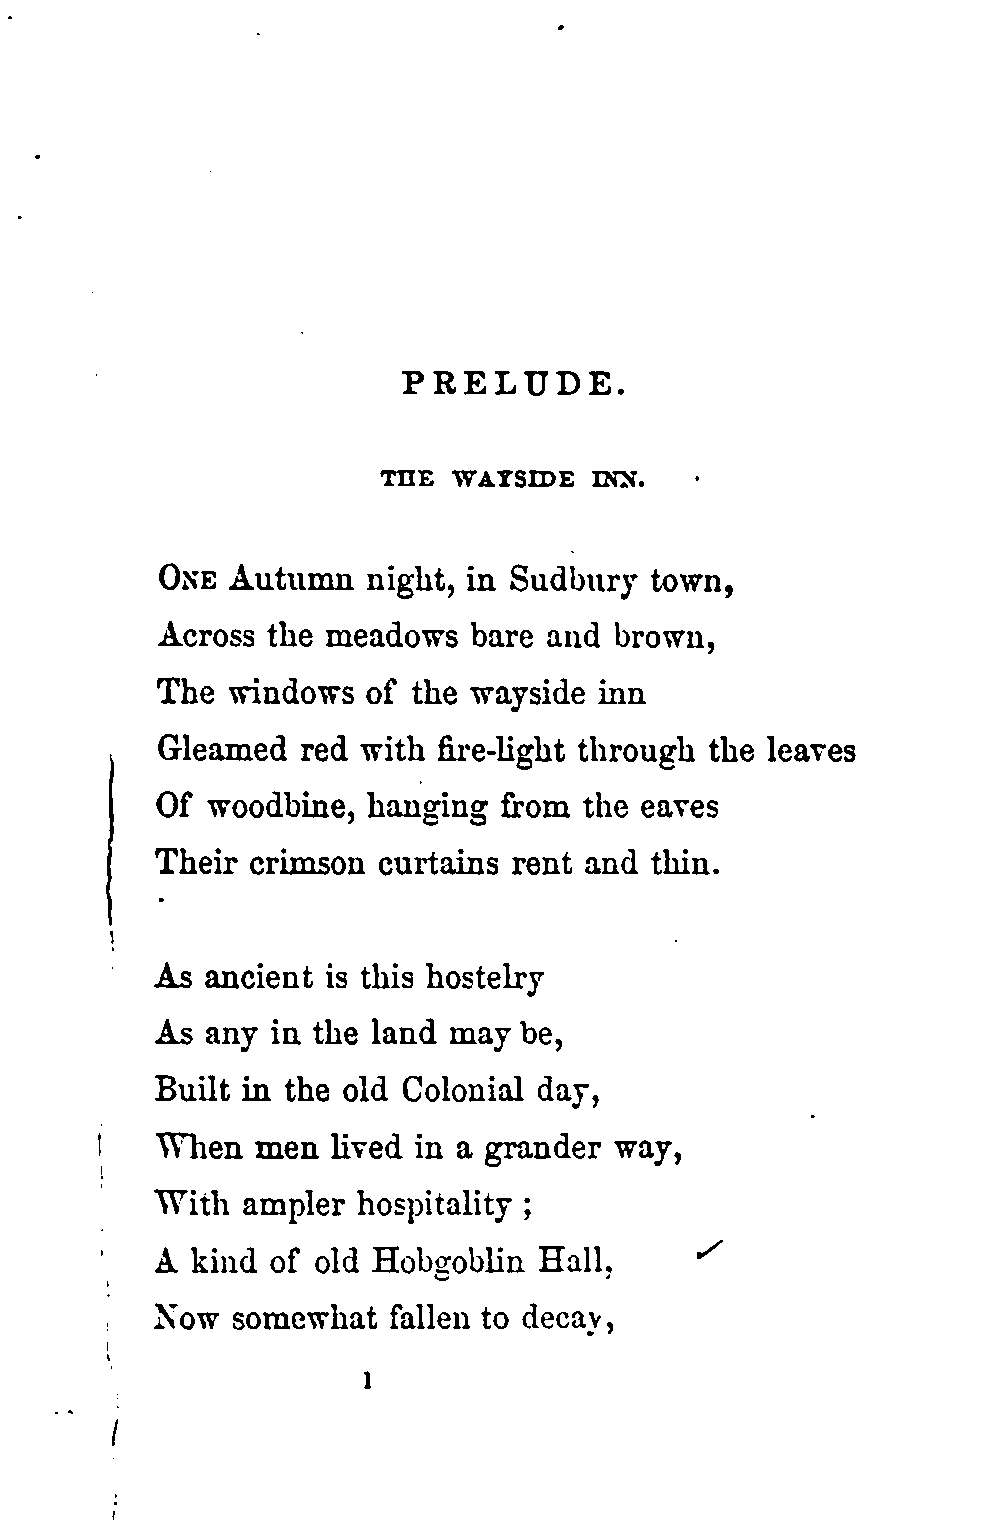 PRELUDE.
THE WAYSIDE INN.
ONE Autumn night, in Sudbury town,
Across the meadows bare and brown,
The windows of the wayside inn
Gleamed red with fire-light through the leaves
Of woodbine, hanging from the eaves
Their crimson curtains rent and thin.
As ancient is this hostelry
As any in the land may be,
Built in the old Colonial day,
When men lived in a grander way,
With ampler hospitality ;
A kind of old Hobgoblin Hall,
Now somewhat fallen to decay,
1